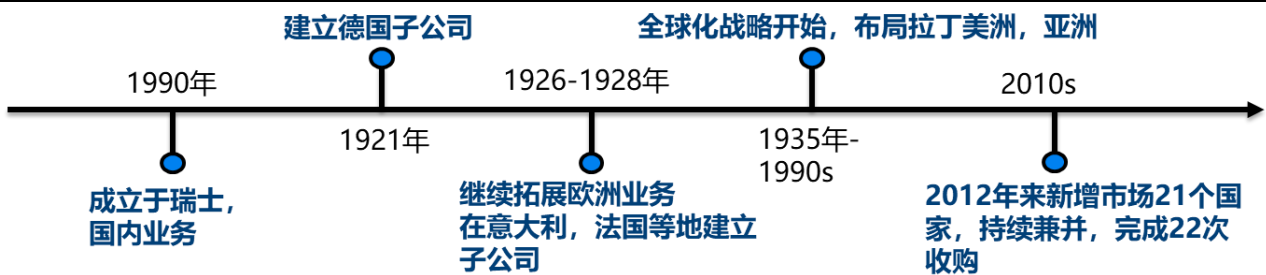 1990年
成立于瑞士，
国内业务
建立德国子公司
1921年
1926-1928年
继续拓展欧洲业务
在意大利，法国等地建立
子公司
全球化战略开始，布局拉丁美洲，亚洲
1935年-
1990s
2010s
2012年来新增市场21个国
家，持续兼并，完成22次
收购